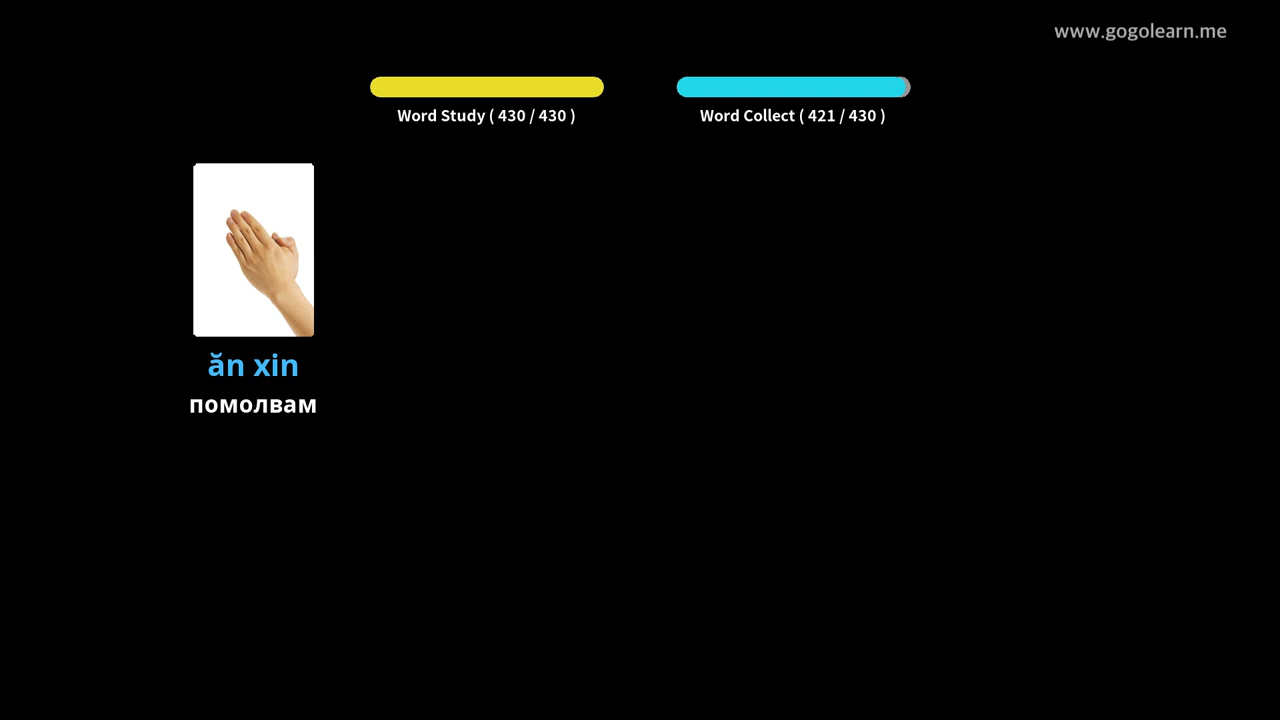 www.gogolearn.me
Word Study ( 430 / 430 )
Word Collect ( 421 / 430 )
ăn xin
помолвам